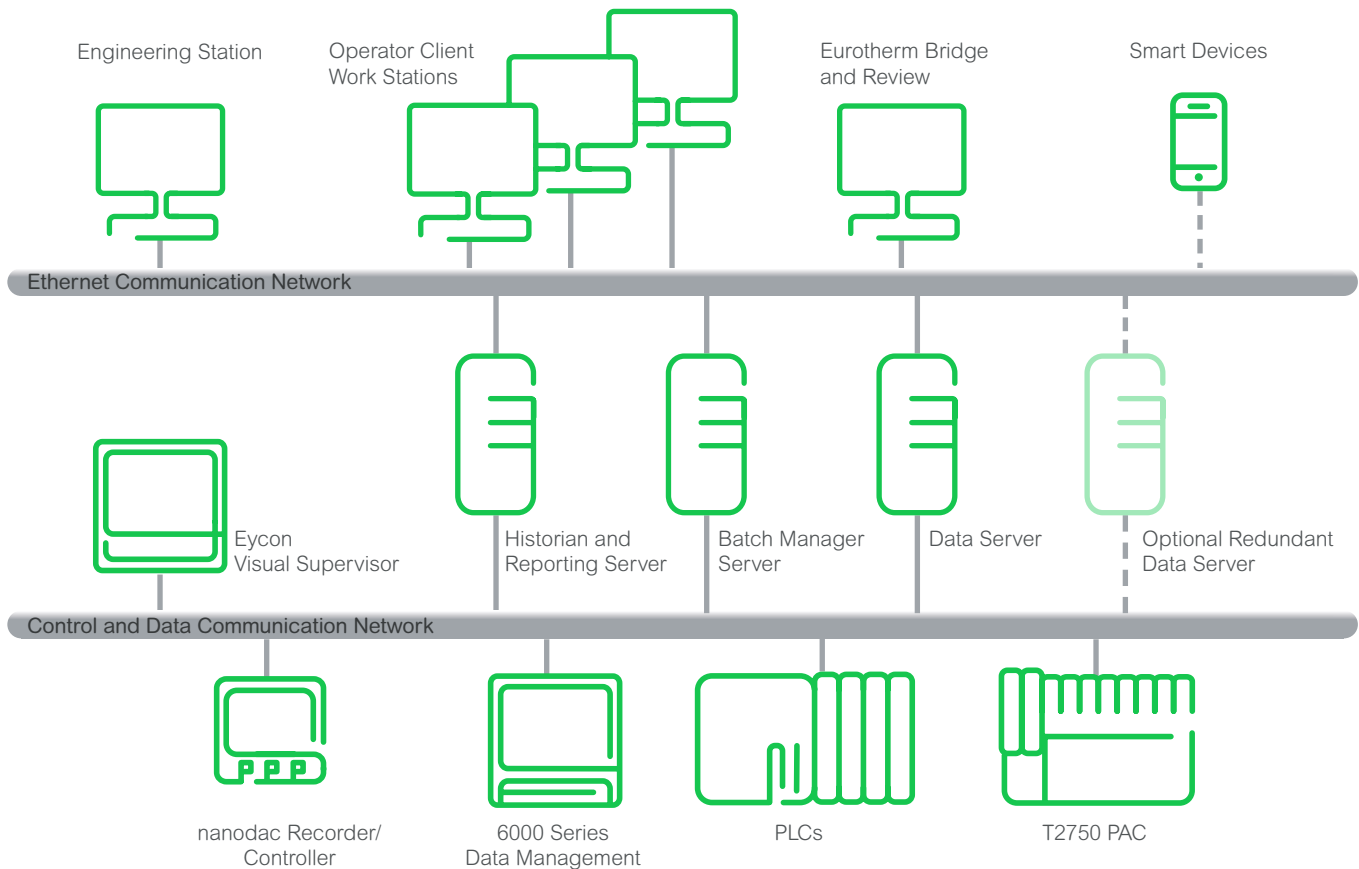 Engineering Station
Operator Client
Work Stations
Eurotherm Bridge
and Review
Smart Devices
Ethernet Communication Network
Eycon
Visual Supervisor
Historian and
Reporting Server
Batch Manager
Server
Data Server
Optional Redundant
Data Server
Control and Data Communication Network
nanodac Recorder/
Controller
6000 Series
Data Management
PLCs
T2750 PAC